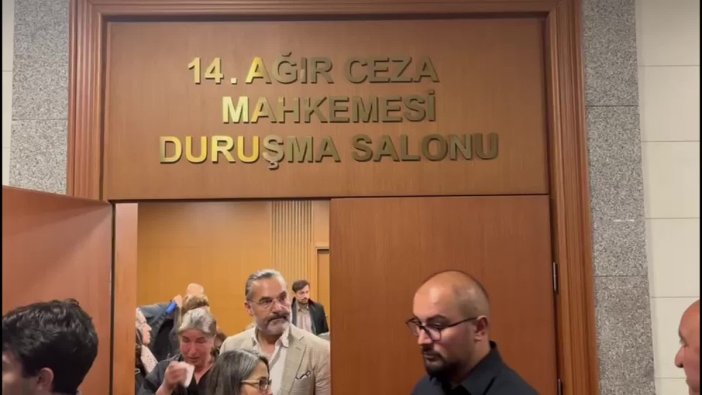 14. AĞIR CEZA
MAHKEMESİ
DURUŞMA SALONU